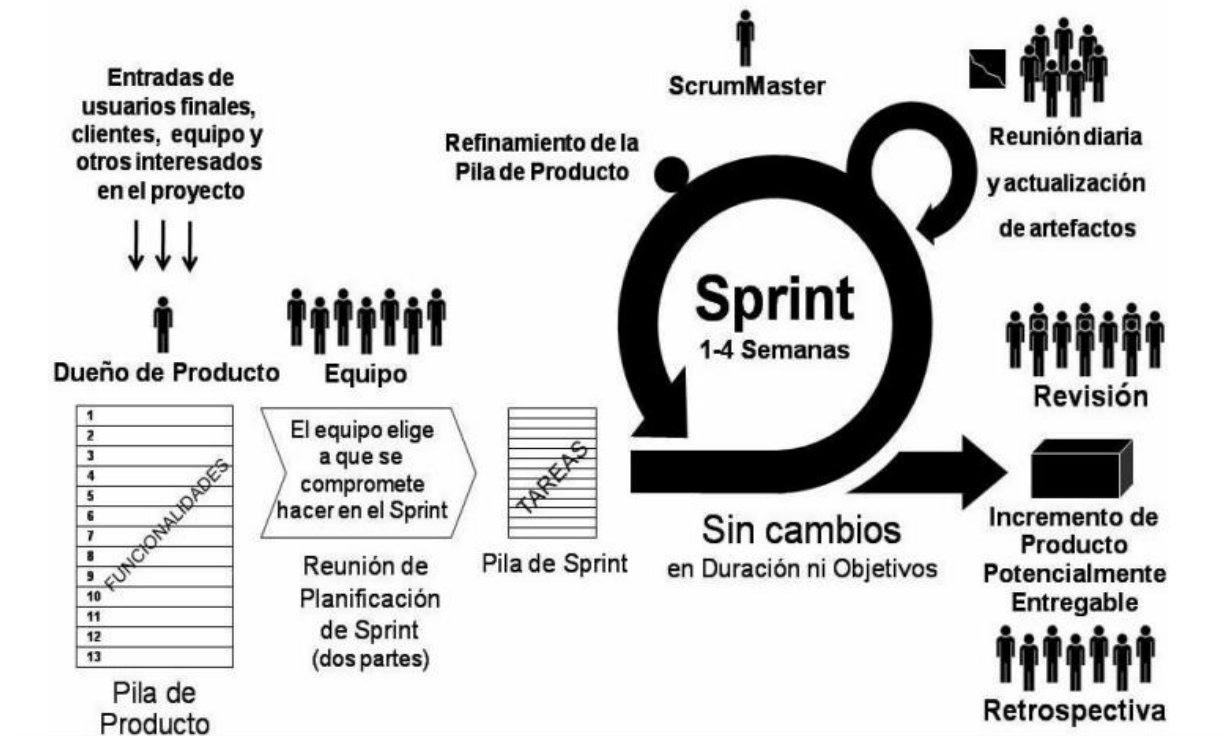 Entradas de
usuarios finales,
clientes, equipo y
otros interesados
en el proyecto
Dueño de Producto
1
2
3
4
5
6
7
8
9
10
11
12
13
FUNCIONALIDADES
Pila de
Producto
Equipo
El equipo elige
a que se
compromete
hacer en el Sprint
Reunión de
Planificación
de Sprint
(dos partes)
TAREAS
Pila de Sprint
ScrumMaster
Refinamiento de la
Pila de Producto
Sprint
1-4 Semanas
Sin cambios
en Duración ni Objetivos
Reunión diaria
y actualización
de artefactos
Revisión
Incremento de
Producto
Potencialmente
Entregable
Retrospectiva